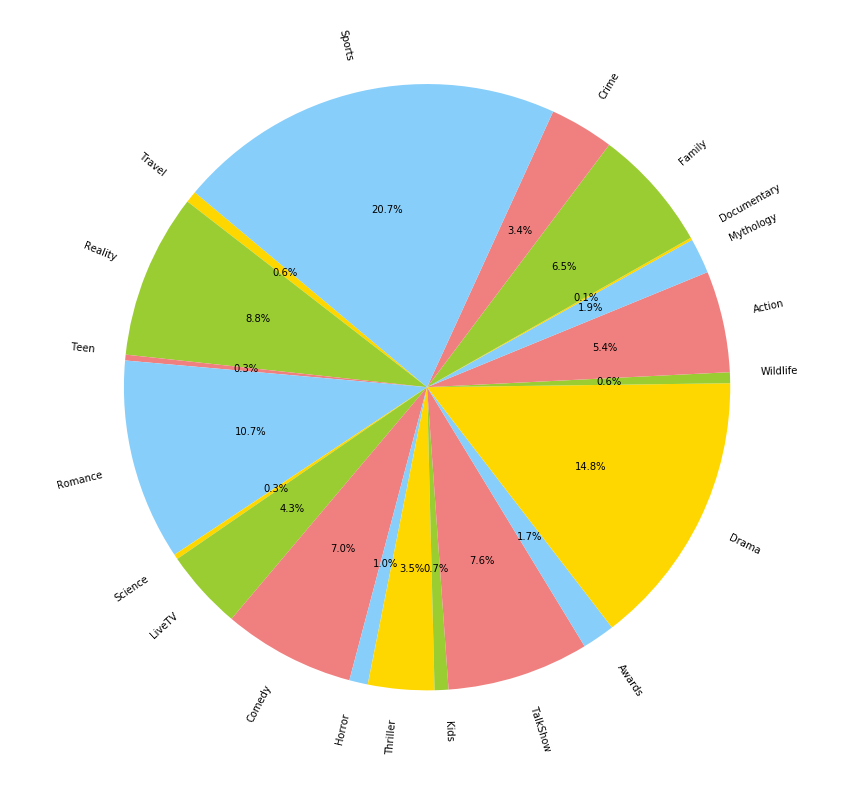 Sports
Crime
Family
Travel
Documentary
Mythology
Reality
Action
Teen
Wildlife
Romance
Drama
Science
LiveTV
Awards
Comedy
Horror
Thriller
Kids
TalkShow
20.7%
3.4%
6.5%
0.6%
0.1%
1.9%
8.8%
5.4%
0.3%
0.6%
10.7%
14.8%
0.3%
4.3%
1.7%
7.0%
1.0%
3.5%
0.7%
7.6%